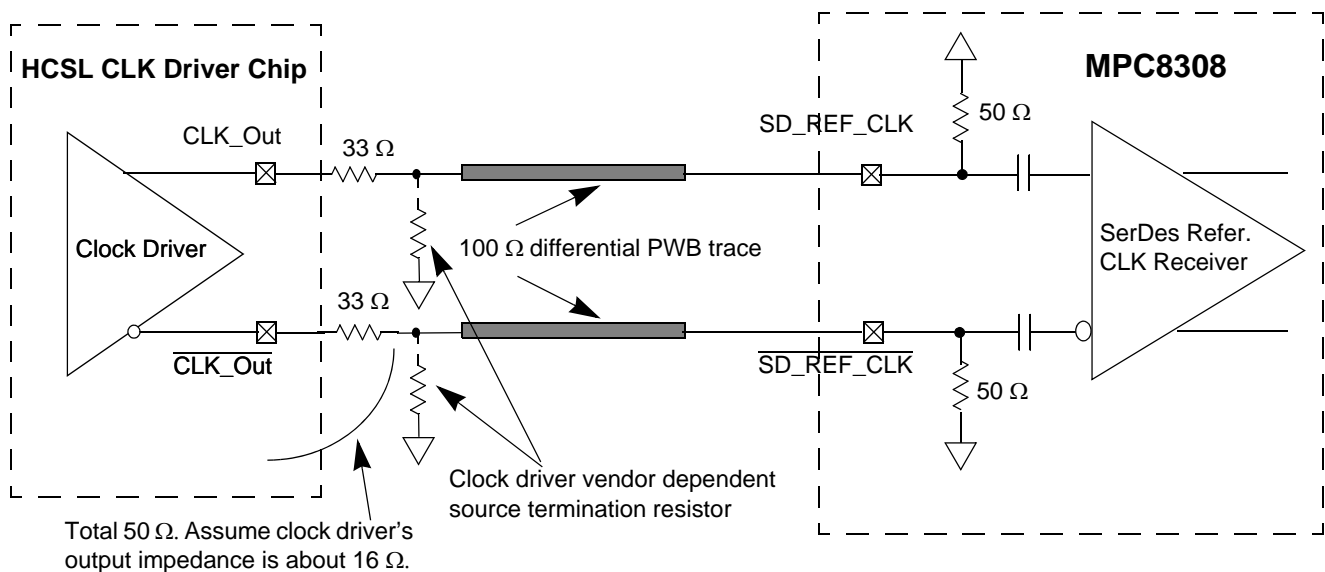 HCSL CLK Driver Chip
MPC8308
CLK_Out
33 Ω
SD_REF_CLK
50 Ω
Clock Driver
100 Ω differential PWB trace
SerDes Refer.
CLK Receiver
33 Ω
CLK_Out
SD_REF_CLK
50 Ω
Clock driver vendor dependent
source termination resistor
Total 50 Ω. Assume clock driver's
output impedance is about 16 Ω.